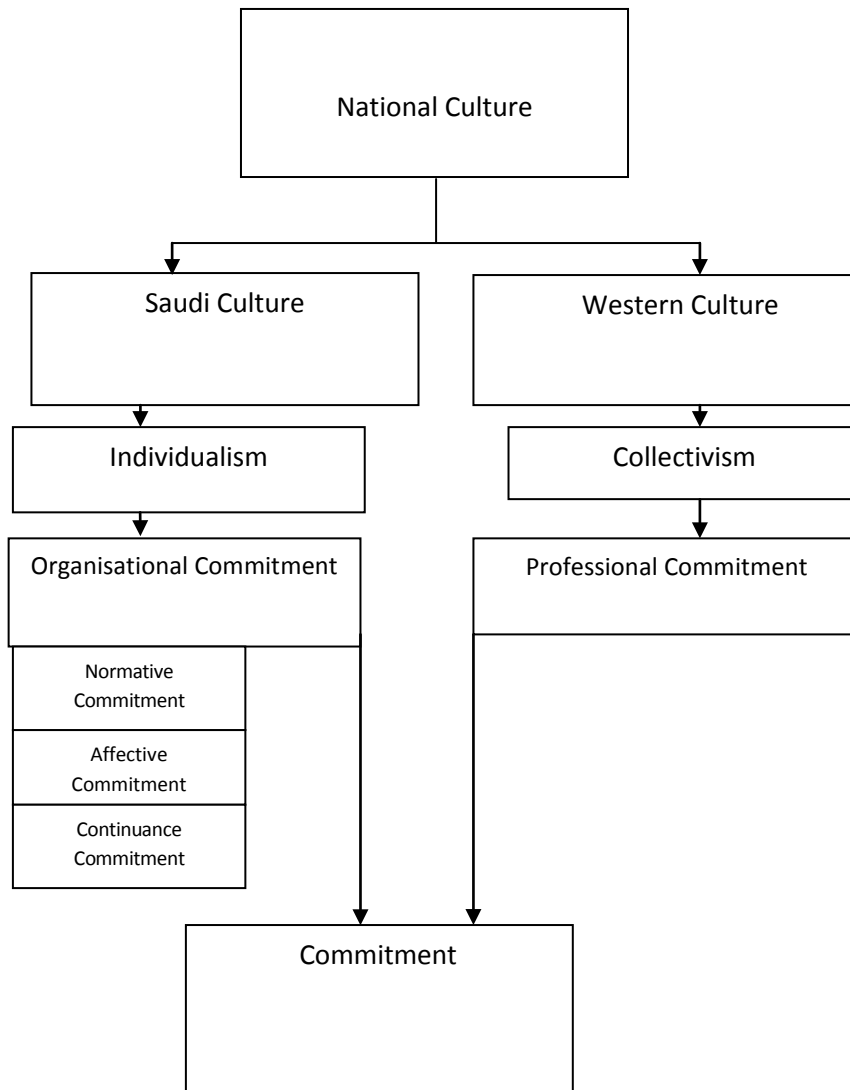 National Culture
Saudi Culture
Western Culture
Individualism
Collectivism
Organisational Commitment
Professional Commitment
Normative
Commitment
Affective
Commitment
Continuance
Commitment
Commitment